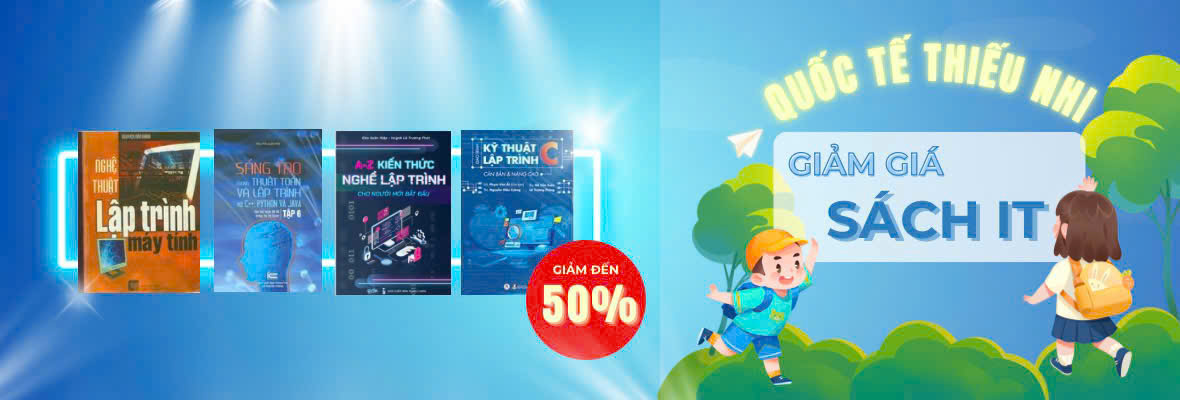 NGHỆ
THUẬT
Lập trình
máy tính
SÁNG TẠO
TRONG THUẬT TOÁN
VÀ LẬP TRÌNH
VỚI C++, PYTHON VÀ JAVA
TẬP 6
A-Z KIẾN THỨC
NGHỀ LẬP TRÌNH
CHO NGƯỜI MỚI BẮT ĐẦU
KỸ THUẬT
LẬP TRÌNH C
CĂN BẢN & NÂNG CAO
GIẢM ĐẾN
50%
QUỐC TẾ THIẾU NHI
GIẢM GIÁ
SÁCH IT